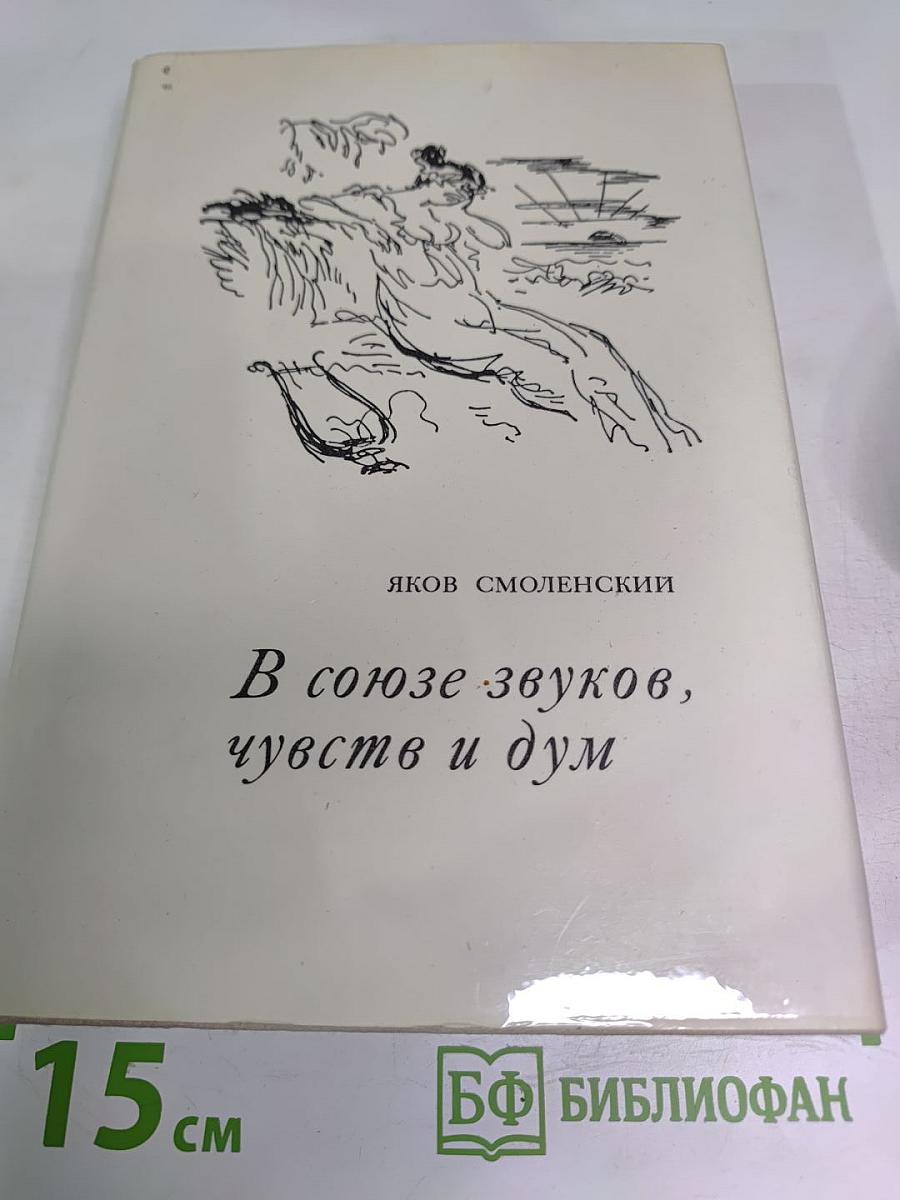 ЯКОВ СМОЛЕНСКИЙ
В союзе звуков,
чувств и дум
15 см
БФ БИБЛИОФАН